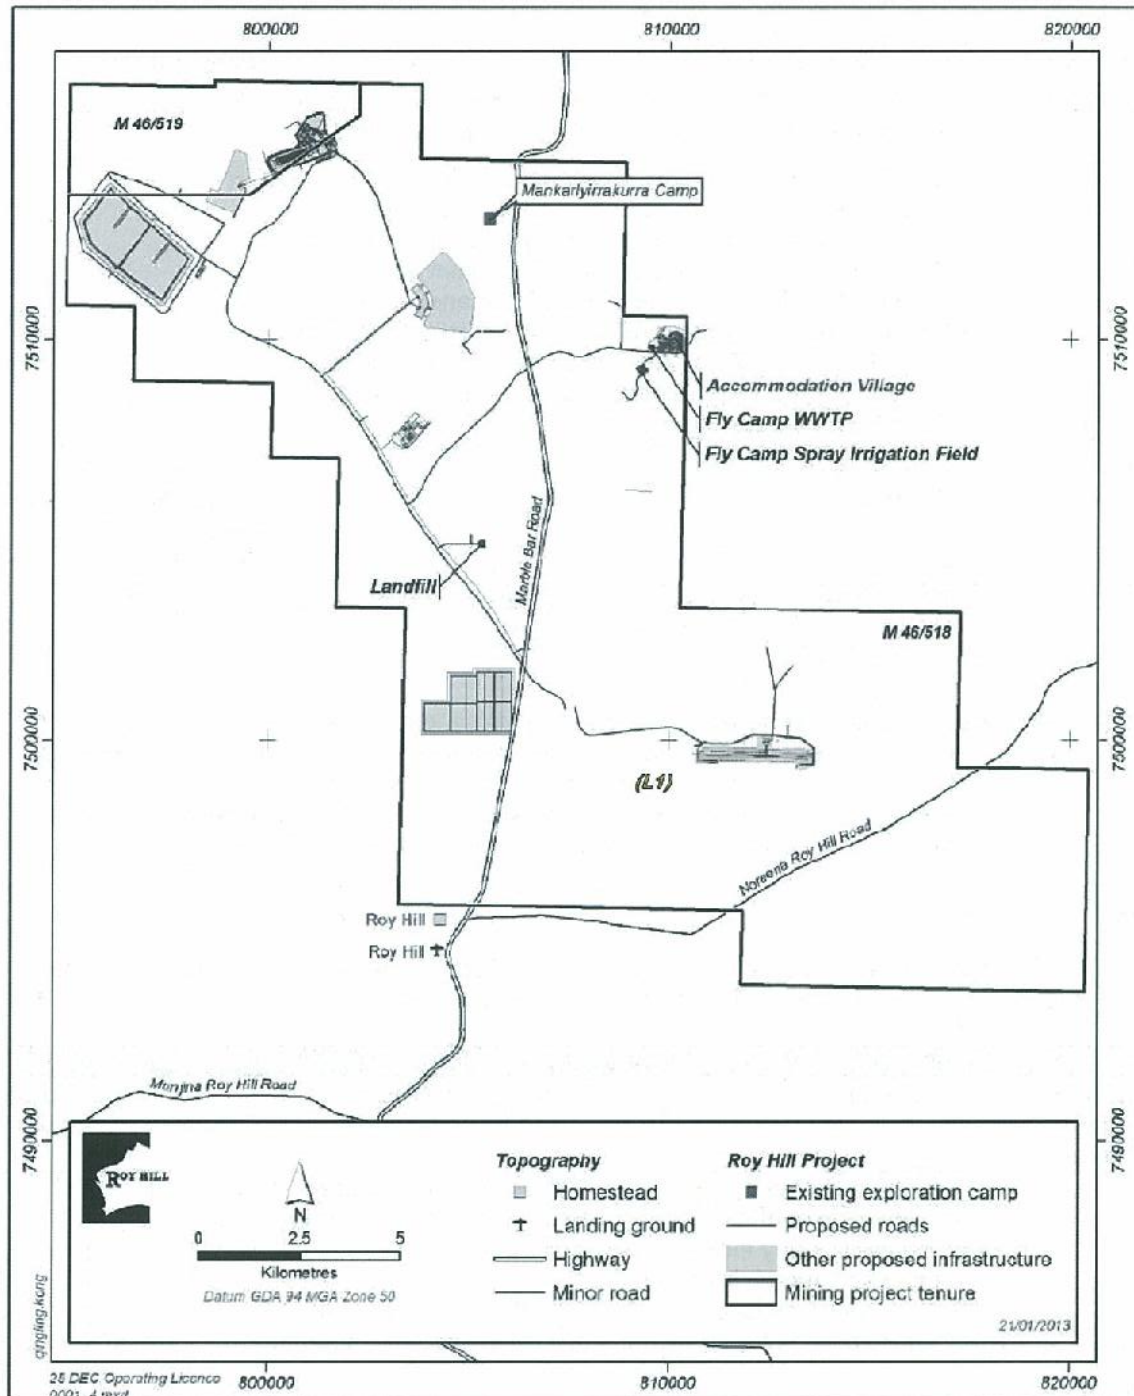 800000
810000
820000
M 46/519
Mankarlyirrakurra Camp
7510000
7510000
Accommodation Village
Fly Camp WWTP
Fly Camp Spray Irrigation Field
Marble Bar Road
Landfill
M 46/518
7500000
7500000
(L1)
Noreena Roy Hill Road
Roy Hill
Roy Hill
Munjina Roy Hill Road
7490000
7490000
ROY HILL
N
0 2.5 5
Kilometres
Datum GDA 94 MGA Zone 50
Topography
Homestead
Landing ground
Highway
Minor road
Roy Hill Project
Existing exploration camp
Proposed roads
Other proposed infrastructure
Mining project tenure
21/01/2013
qingling.kong
25 DEC Operating Licence
800000
810000
820000